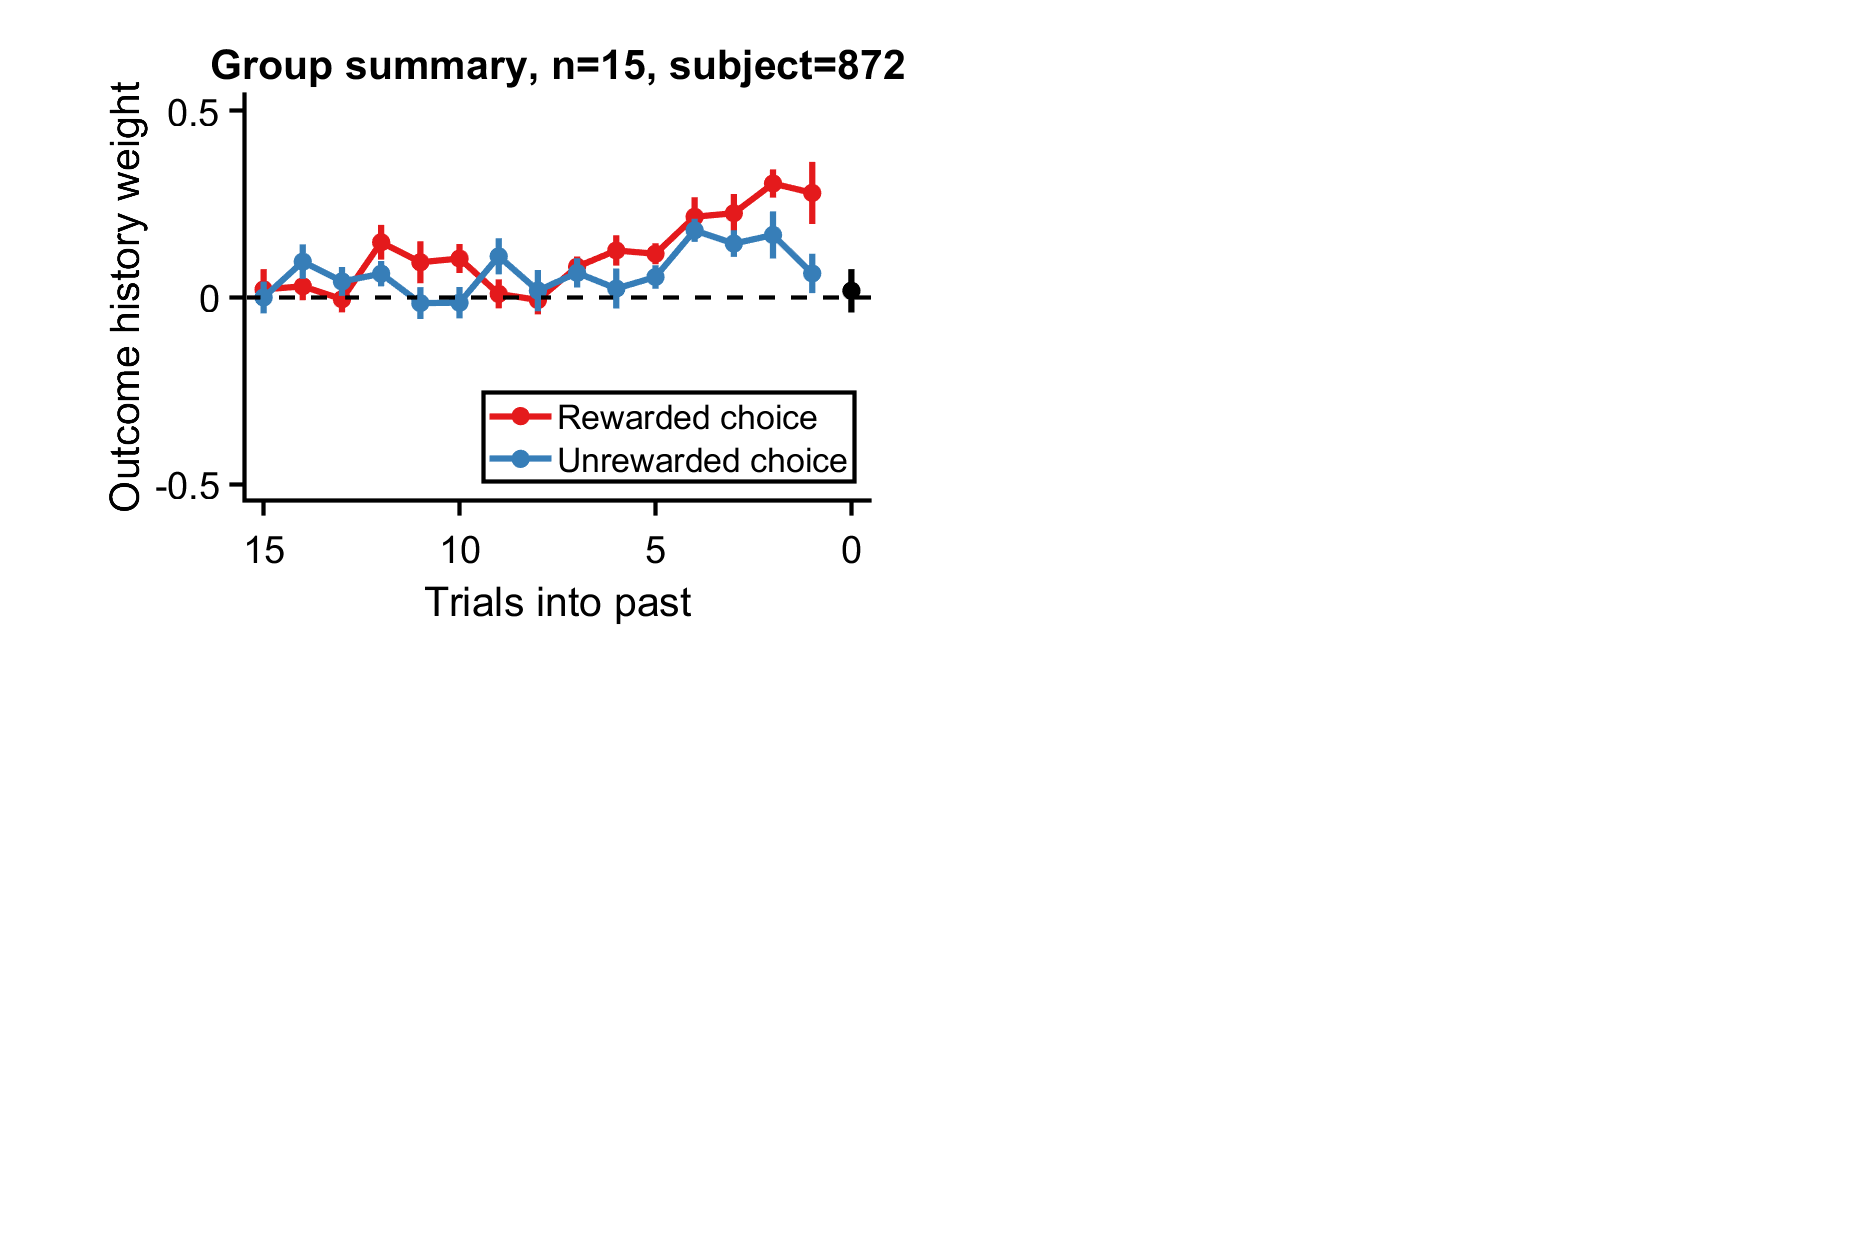 Group summary, n=15, subject=872
Outcome history weight
0.5
0
-0.5
Rewarded choice
Unrewarded choice
15 10 5 0
Trials into past